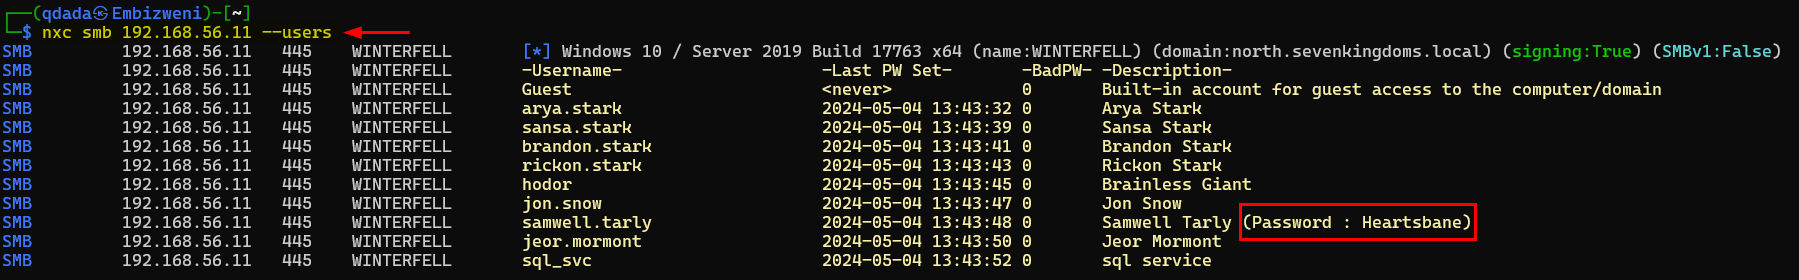 ┌──(qdada㉿Embizweni)-[~]
└─$ nxc smb 192.168.56.11 --users
SMB 192.168.56.11 445 WINTERFELL [*] Windows 10 / Server 2019 Build 17763 x64 (name:WINTERFELL) (domain:north.sevenkingdoms.local) (signing:True) (SMBv1:False)
SMB 192.168.56.11 445 WINTERFELL -Username- -Last PW Set- -BadPW- -Description-
SMB 192.168.56.11 445 WINTERFELL Guest <never> 0 Built-in account for guest access to the computer/domain
SMB 192.168.56.11 445 WINTERFELL arya.stark 2024-05-04 13:43:32 0 Arya Stark
SMB 192.168.56.11 445 WINTERFELL sansa.stark 2024-05-04 13:43:39 0 Sansa Stark
SMB 192.168.56.11 445 WINTERFELL brandon.stark 2024-05-04 13:43:41 0 Brandon Stark
SMB 192.168.56.11 445 WINTERFELL rickon.stark 2024-05-04 13:43:43 0 Rickon Stark
SMB 192.168.56.11 445 WINTERFELL hodor 2024-05-04 13:43:45 0 Brainless Giant
SMB 192.168.56.11 445 WINTERFELL jon.snow 2024-05-04 13:43:47 0 Jon Snow
SMB 192.168.56.11 445 WINTERFELL samwell.tarly 2024-05-04 13:43:48 0 Samwell Tarly (Password : Heartsbane)
SMB 192.168.56.11 445 WINTERFELL jeor.mormont 2024-05-04 13:43:50 0 Jeor Mormont
SMB 192.168.56.11 445 WINTERFELL sql_svc 2024-05-04 13:43:52 0 sql service